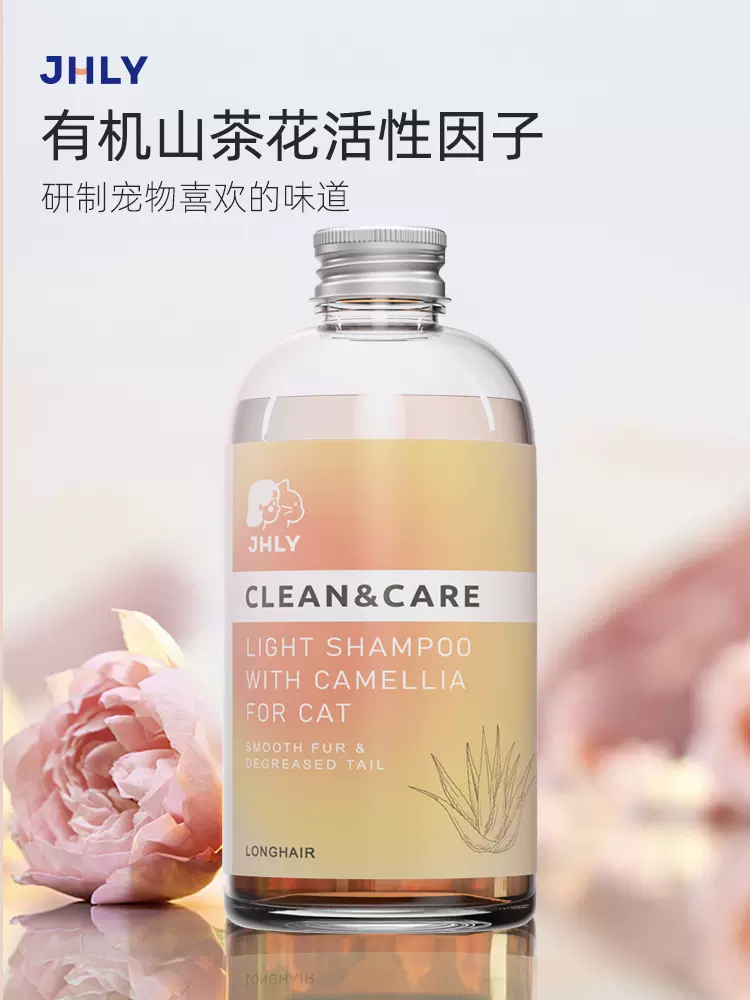 JHLY
有机山茶花活性因子
研制宠物喜欢的味道
JHLY
CLEAN&CARE
LIGHT SHAMPOO
WITH CAMELLIA
FOR CAT
SMOOTH FUR &
DEGREASED TAIL
LONGHAIR
LONGHAIR